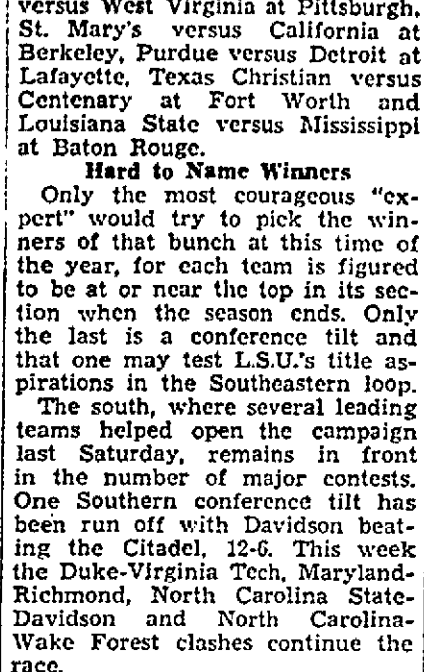 versus West Virginia at Pittsburgh,
St. Mary's versus California at
Berkeley, Purdue versus Detroit at
Lafayette, Texas Christian versus
Centenary at Fort Worth and
Louisiana State versus Mississippi
at Baton Rouge.
Hard to Name Winners
Only the most courageous "ex-
pert" would try to pick the win-
ners of that bunch at this time of
the year, for each team is figured
to be at or near the top in its sec-
tion when the season ends. Only
the last is a conference tilt and
that one may test L.S.U.'s title as-
pirations in the Southeastern loop.
The south, where several leading
teams helped open the campaign
last Saturday, remains in front
in the number of major contests.
One Southern conference tilt has
been run off with Davidson beat-
ing the Citadel, 12-6. This week
the Duke-Virginia Tech, Maryland-
Richmond, North Carolina State-
Davidson and North Carolina-
Wake Forest clashes continue the
race.